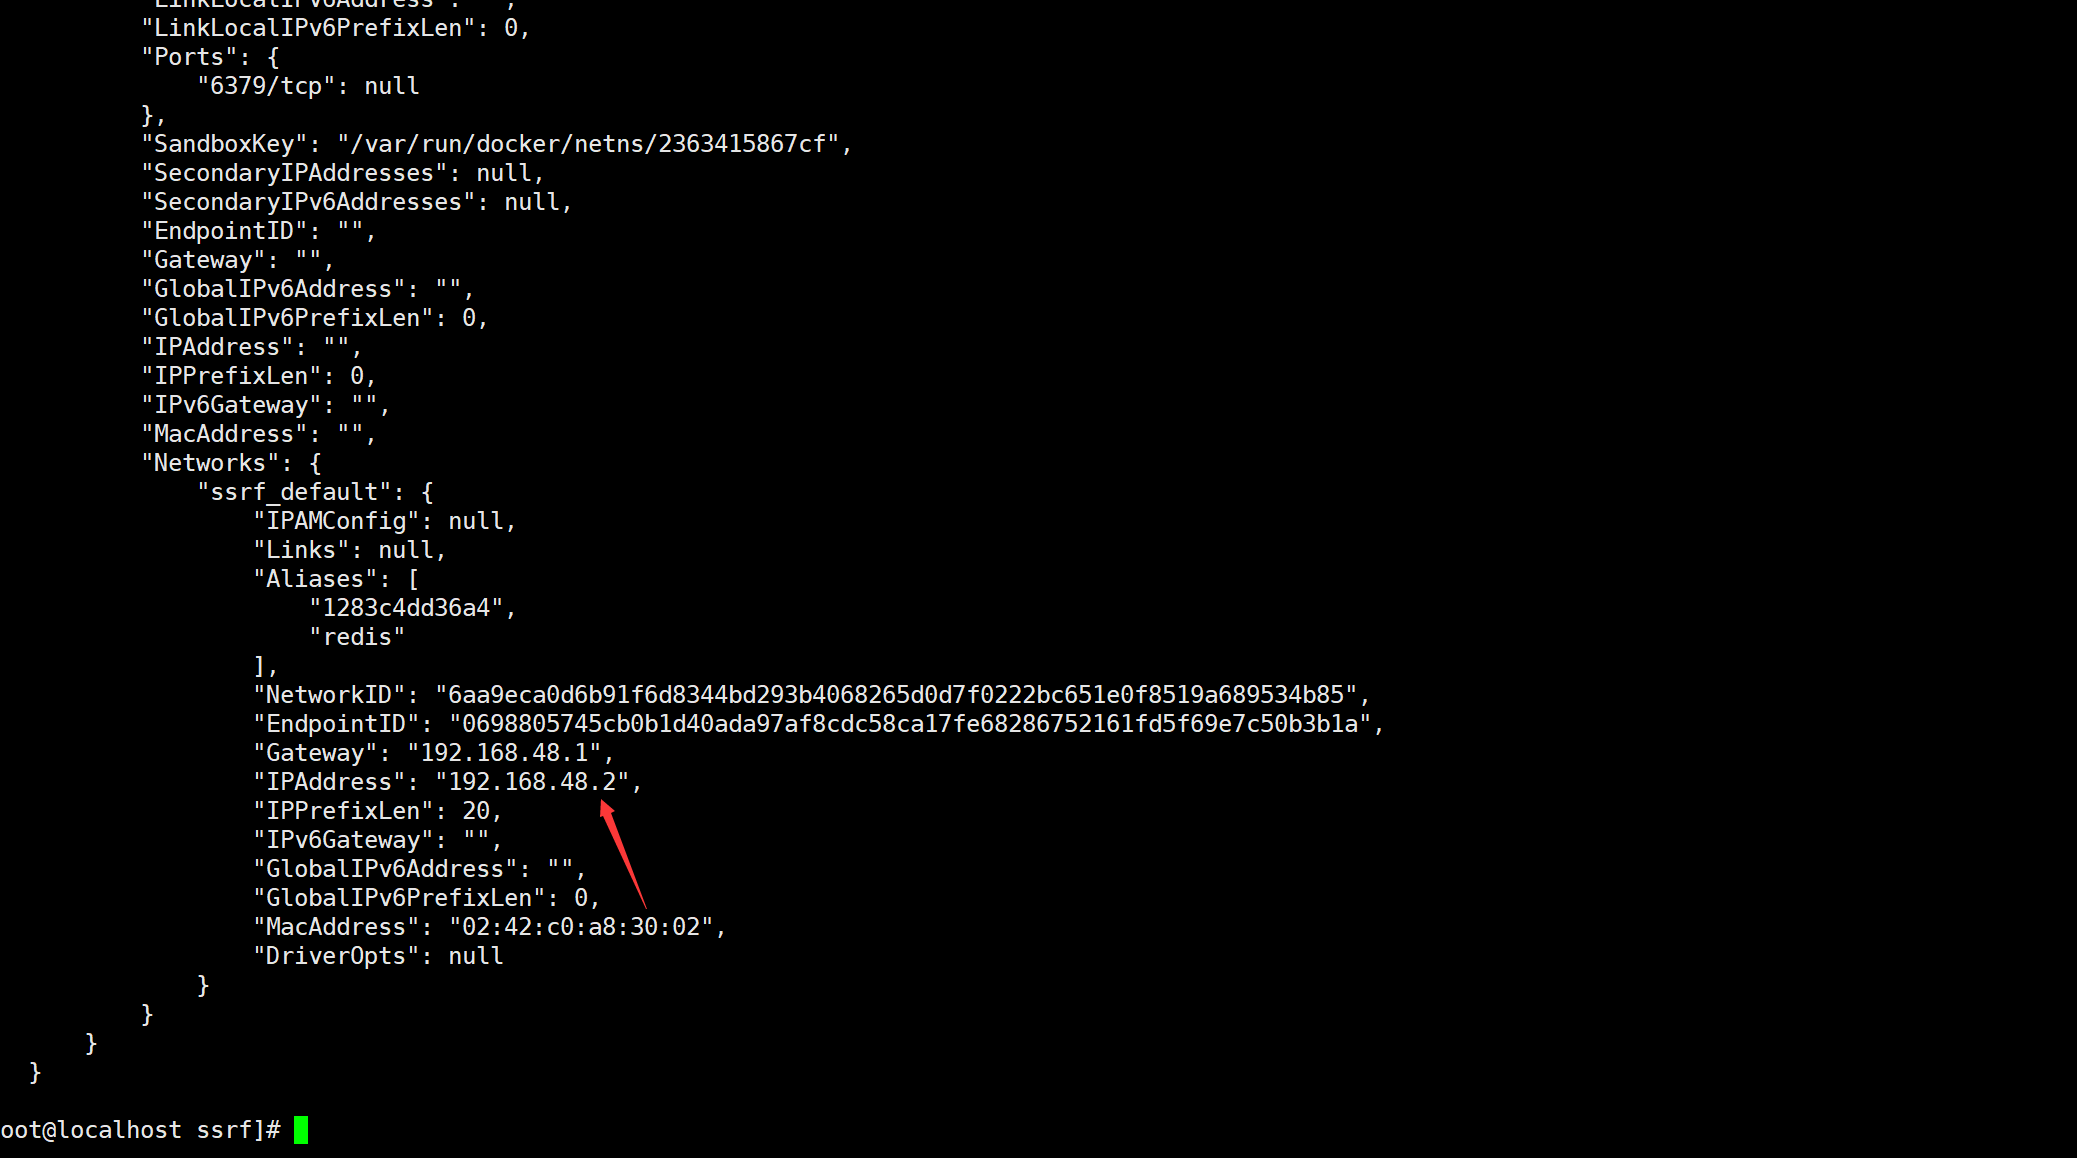 "LinkLocalIPv6Address": "",
"LinkLocalIPv6PrefixLen": 0,
"Ports": {
"6379/tcp": null
},
"SandboxKey": "/var/run/docker/netns/2363415867cf",
"SecondaryIPAddresses": null,
"SecondaryIPv6Addresses": null,
"EndpointID": "",
"Gateway": "",
"GlobalIPv6Address": "",
"GlobalIPv6PrefixLen": 0,
"IPAddress": "",
"IPPrefixLen": 0,
"IPv6Gateway": "",
"MacAddress": "",
"Networks": {
"ssrf_default": {
"IPAMConfig": null,
"Links": null,
"Aliases": [
"1283c4dd36a4",
"redis"
],
"NetworkID": "6aa9eca0d6b91f6d8344bd293b4068265d0d7f0222bc651e0f8519a689534b85",
"EndpointID": "0698805745cb0b1d40ada97af8cdc58ca17fe68286752161fd5f69e7c50b3b1a",
"Gateway": "192.168.48.1",
"IPAddress": "192.168.48.2",
"IPPrefixLen": 20,
"IPv6Gateway": "",
"GlobalIPv6Address": "",
"GlobalIPv6PrefixLen": 0,
"MacAddress": "02:42:c0:a8:30:02",
"DriverOpts": null
}
}
}
}
oot@localhost ssrf]#